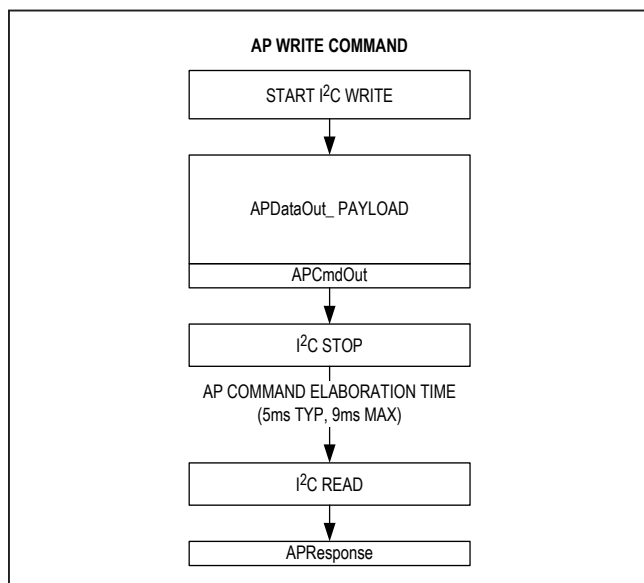 AP WRITE COMMAND
START I²C WRITE
APDataOut_ PAYLOAD
APCmdOut
I²C STOP
AP COMMAND ELABORATION TIME
(5ms TYP, 9ms MAX)
I²C READ
APResponse